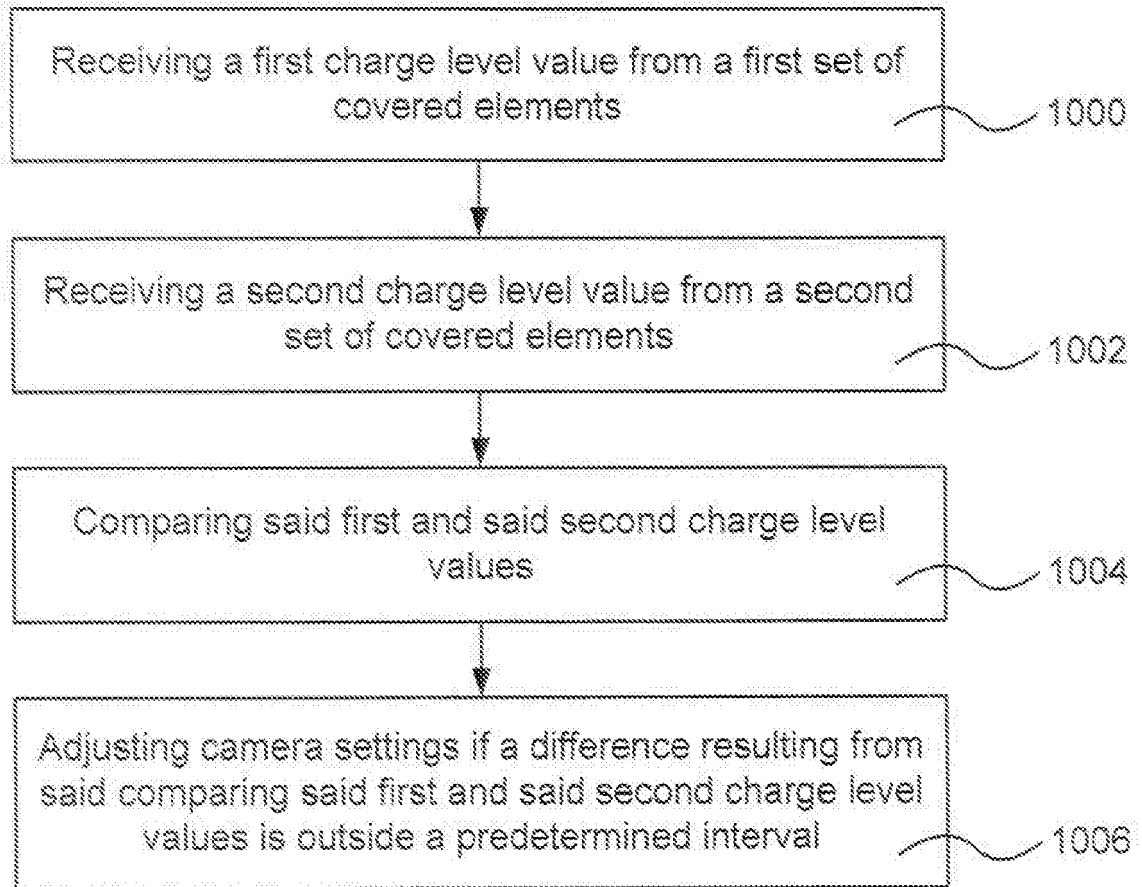 Receiving a first charge level value from a first set of
covered elements
1000
Receiving a second charge level value from a second
set of covered elements
1002
Comparing said first and said second charge level
values
1004
Adjusting camera settings if a difference resulting from
said comparing said first and said second charge level
values is outside a predetermined interval
1006